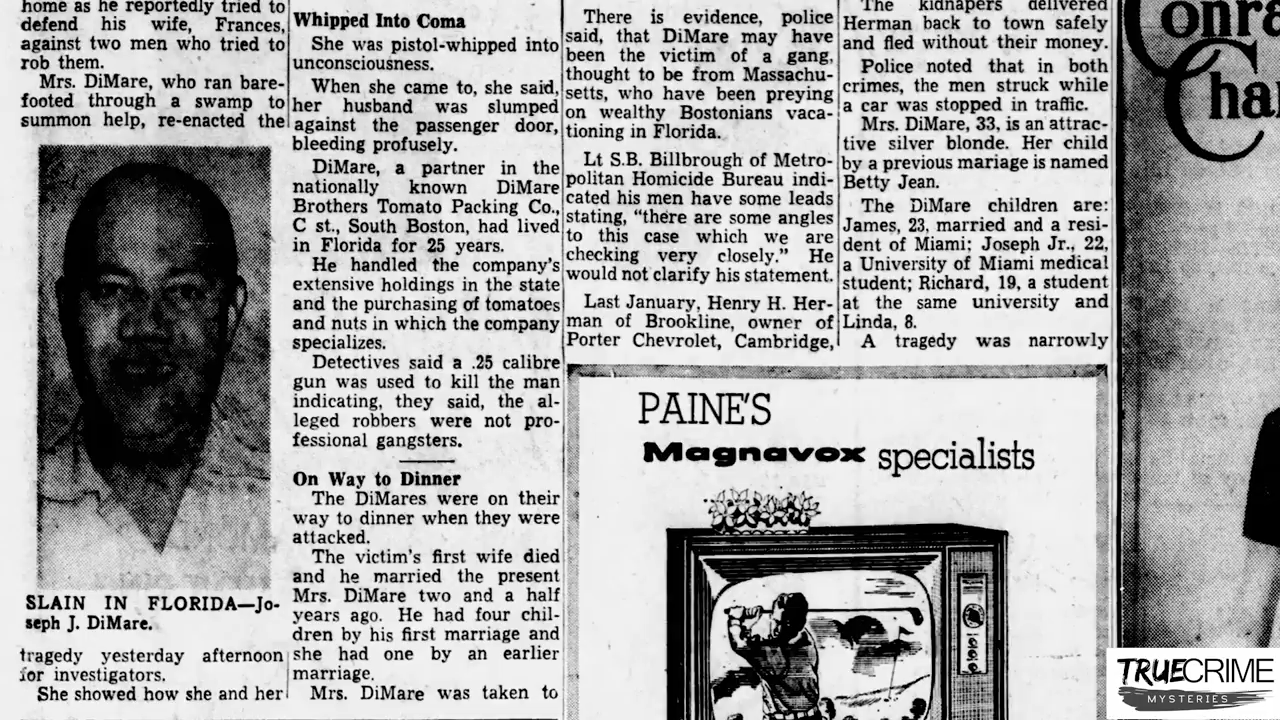 home as he reportedly tried to
defend his wife, Frances,
against two men who tried to
rob them.
Mrs. DiMare, who ran bare-
footed through a swamp to
summon help, re-enacted the
SLAIN IN FLORIDA—Jo-
seph J. DiMare.
tragedy yesterday afternoon
for investigators.
She showed how she and her
Whipped Into Coma
She was pistol-whipped into
unconsciousness.
When she came to, she said,
her husband was slumped
against the passenger door,
bleeding profusely.
DiMare, a partner in the
nationally known DiMare
Brothers Tomato Packing Co.,
C st., South Boston, had lived
in Florida for 25 years.
He handled the company's
extensive holdings in the state
and the purchasing of tomatoes
and nuts in which the company
specializes.
Detectives said a .25 calibre
gun was used to kill the man
indicating, they said, the al-
leged robbers were not pro-
fessional gangsters.
On Way to Dinner
The DiMares were on their
way to dinner when they were
attacked.
The victim's first wife died
and he married the present
Mrs. DiMare two and a half
years ago. He had four chil-
dren by his first marriage and
she had one by an earlier
marriage.
Mrs. DiMare was taken to
There is evidence, police
said, that DiMare may have
been the victim of a gang,
thought to be from Massachu-
setts, who have been preying
on wealthy Bostonians vaca-
tioning in Florida.
Lt S.B. Billbrough of Metro-
politan Homicide Bureau indi-
cated his men have some leads
stating, "there are some angles
to this case which we are
checking very closely." He
would not clarify his statement.
Last January, Henry H. Her-
man of Brookline, owner of
Porter Chevrolet, Cambridge,
The kidnapers delivered
Herman back to town safely
and fled without their money.
Police noted that in both
crimes, the men struck while
a car was stopped in traffic.
Mrs. DiMare, 33, is an attrac-
tive silver blonde. Her child
by a previous mariage is named
Betty Jean.
The DiMare children are:
James, 23, married and a resi-
dent of Miami; Joseph Jr., 22,
a University of Miami medical
student; Richard, 19, a student
at the same university and
Linda, 8.
A tragedy was narrowly
PAINE'S
Magnavox specialists
Conra
Cha
TRUECRIME
MYSTERIES